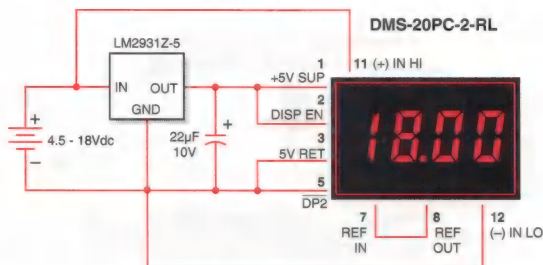 DMS-20PC-2-RL
LM2931Z-5
IN OUT
GND
+
4.5 - 18Vdc
−
22µF
10V
+
1
+5V SUP
2
DISP EN
3
5V RET
5
DP2
11 (+) IN HI
18.00
7
REF
IN
8
REF
OUT
12
(–) IN LO